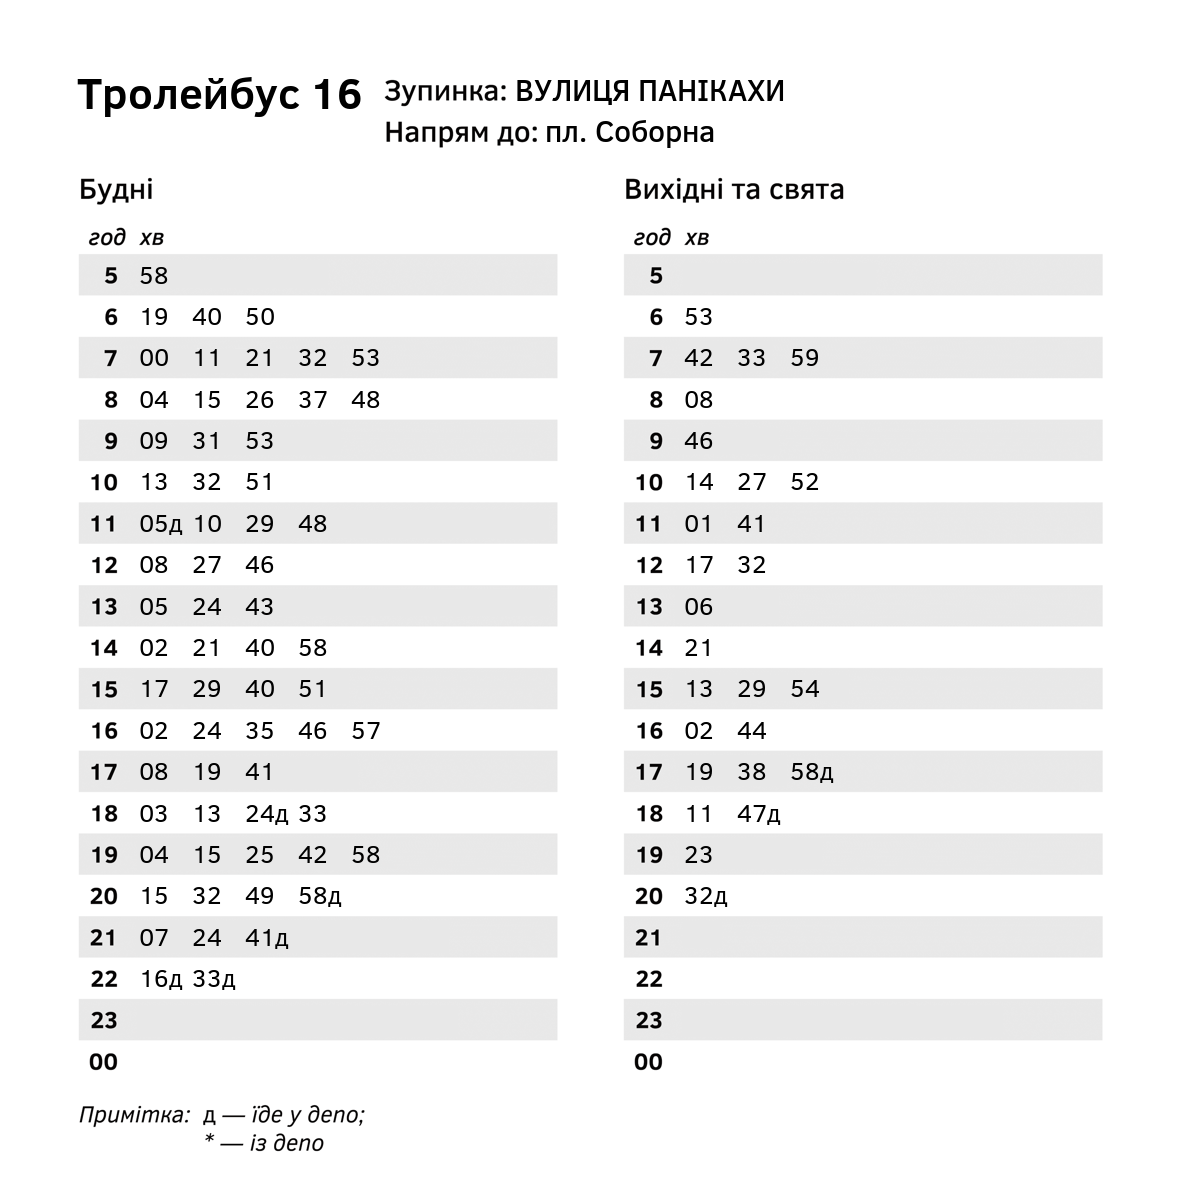 Тролейбус 16
Зупинка: ВУЛИЦЯ ПАНІКАХИ
Напрям до: пл. Соборна
Будні
год хв
5 58
6 19 40 50
7 00 11 21 32 53
8 04 15 26 37 48
9 09 31 53
10 13 32 51
11 05д 10 29 48
12 08 27 46
13 05 24 43
14 02 21 40 58
15 17 29 40 51
16 02 24 35 46 57
17 08 19 41
18 03 13 24д 33
19 04 15 25 42 58
20 15 32 49 58д
21 07 24 41д
22 16д 33д
23
00
Вихідні та свята
год хв
5
6 53
7 42 33 59
8 08
9 46
10 14 27 52
11 01 41
12 17 32
13 06
14 21
15 13 29 54
16 02 44
17 19 38 58д
18 11 47д
19 23
20 32д
21
22
23
00
Примітка: д — їде у депо;
* — із депо